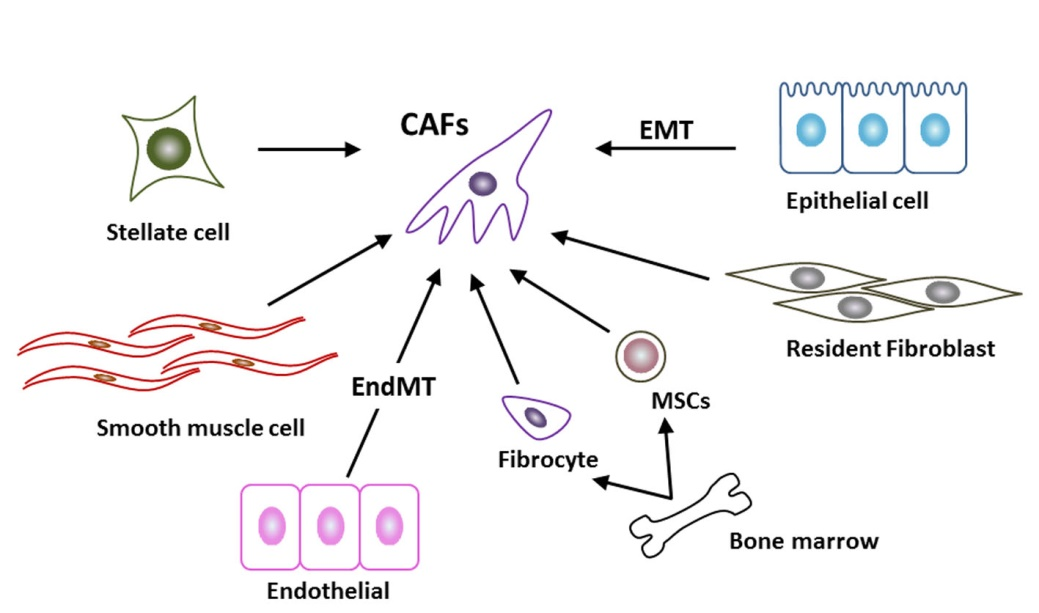 CAFs
EMT
Stellate cell
Epithelial cell
Resident Fibroblast
Smooth muscle cell
EndMT
MSCs
Fibrocyte
Bone marrow
Endothelial